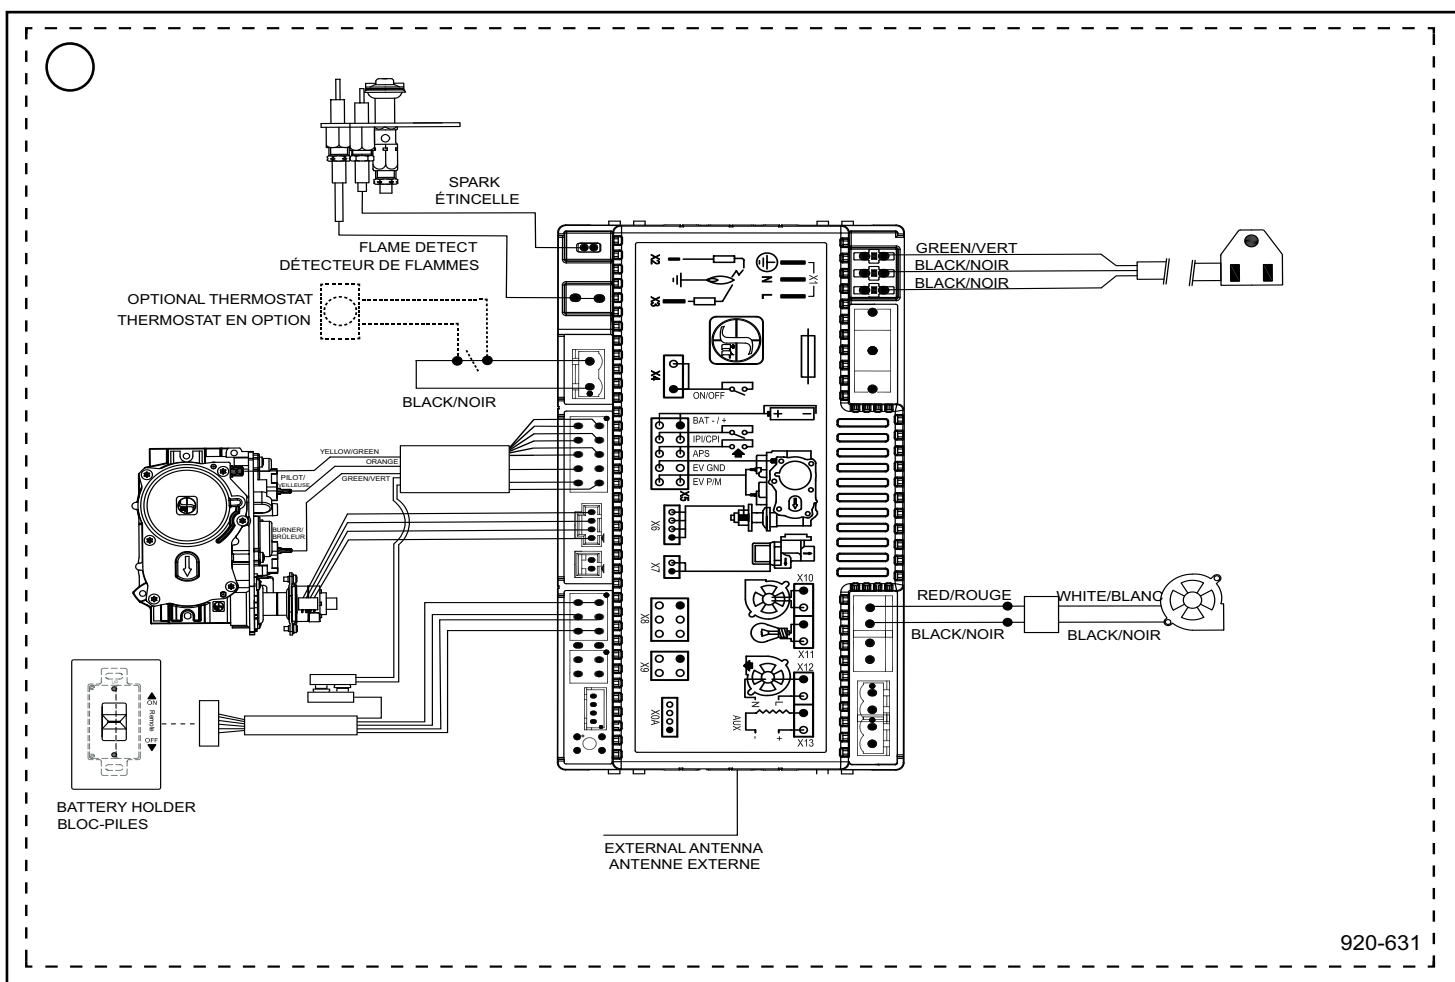 SPARK
ÉTINCELLE
FLAME DETECT
DÉTECTEUR DE FLAMMES
OPTIONAL THERMOSTAT
THERMOSTAT EN OPTION
BLACK/NOIR
YELLOW/GREEN
ORANGE
GREEN/VERT
PILOT/
VEILLEUSE
BURNER/
BRÛLEUR
ON
Remote
OFF
BATTERY HOLDER
BLOC-PILES
X2
X3
N
L
X1
X4
ON/OFF
+ −
BAT - / +
IPI/CPI
APS
EV GND
EV P/M
X5
X6
X7
X8
X9
X0A
X10
X11
X12
N
L
AUX
- +
X13
GREEN/VERT
BLACK/NOIR
BLACK/NOIR
RED/ROUGE
WHITE/BLANC
BLACK/NOIR
BLACK/NOIR
EXTERNAL ANTENNA
ANTENNE EXTERNE
920-631